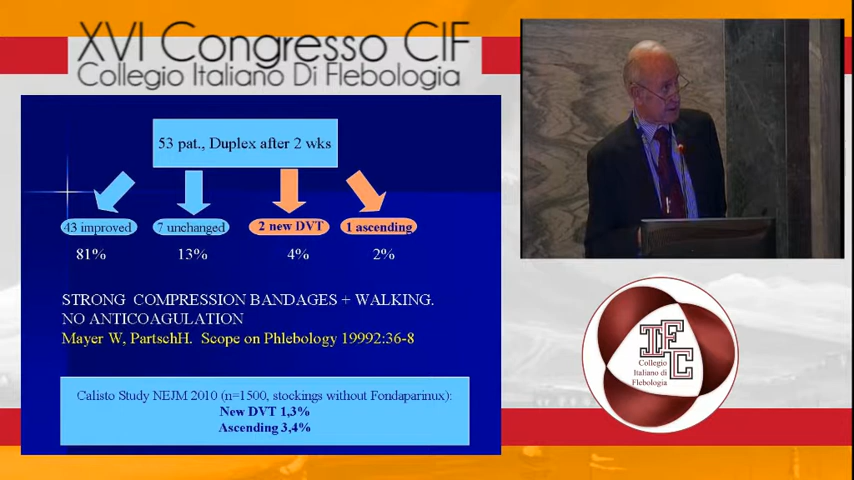 XVI Congresso CIF
Collegio Italiano Di Flebologia
53 pat., Duplex after 2 wks
43 improved
7 unchanged
2 new DVT
1 ascending
81%
13%
4%
2%
STRONG COMPRESSION BANDAGES + WALKING.
NO ANTICOAGULATION
Mayer W, PartschH. Scope on Phlebology 19992:36-8
Calisto Study NEJM 2010 (n=1500, stockings without Fondaparinux):
New DVT 1,3%
Ascending 3,4%
Collegio
Italiano di
Flebologia